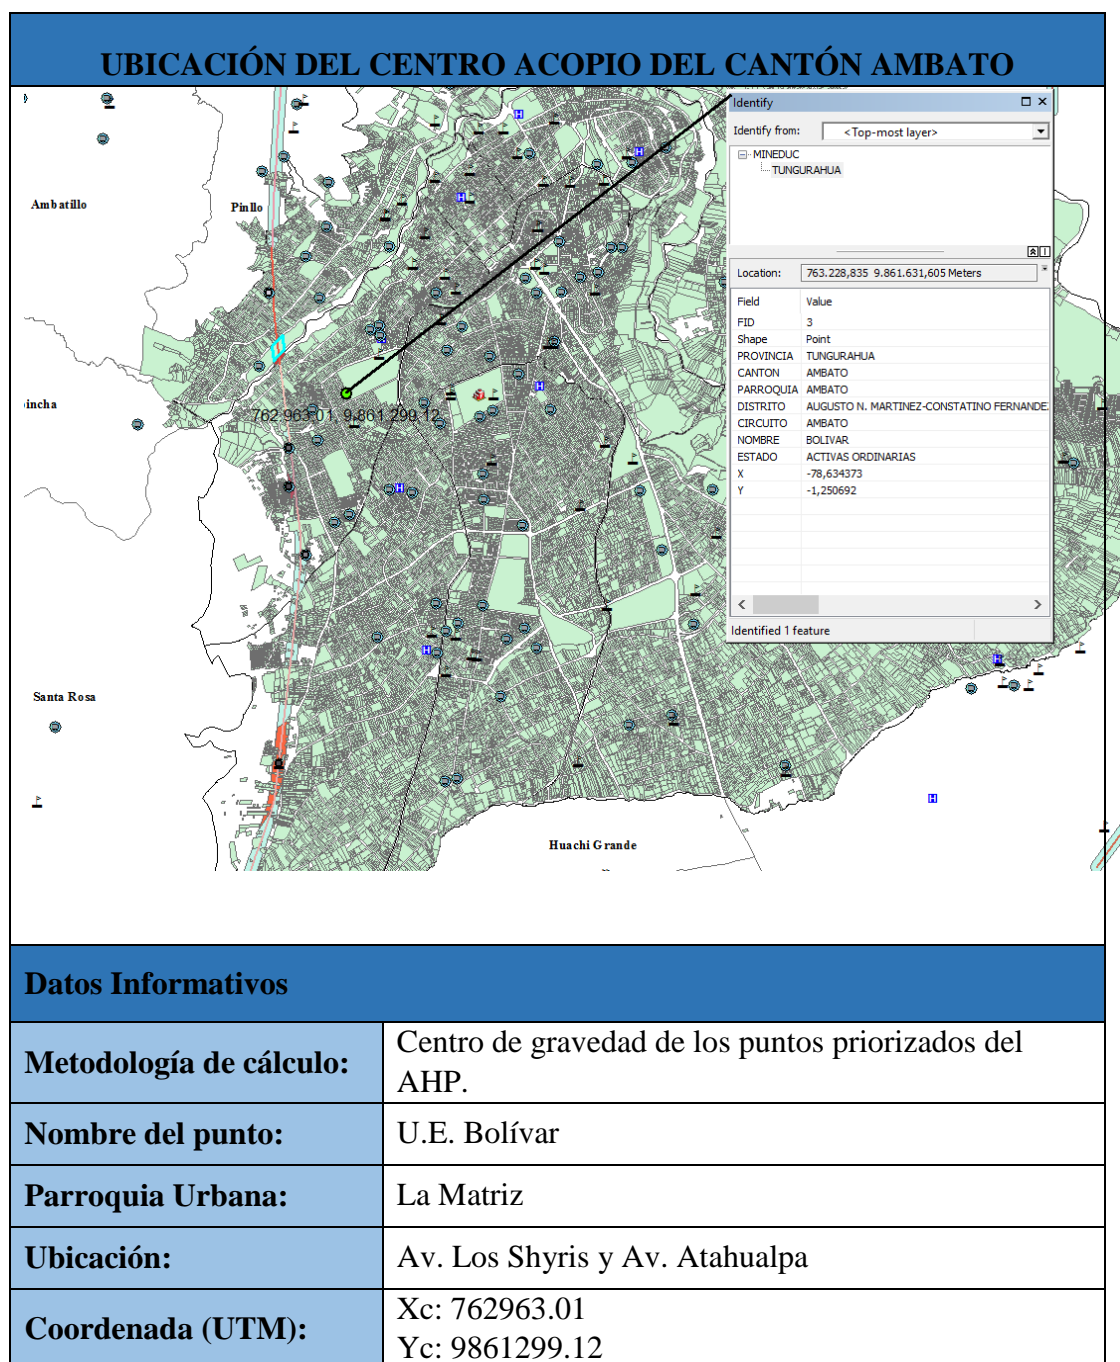 UBICACIÓN DEL CENTRO ACOPIO DEL CANTÓN AMBATO
Identify
Identify from: <Top-most layer>
MINEDUC
TUNGURAHUA
Location: 763.228,835 9.861.631,605 Meters
Field Value
FID 3
Shape Point
PROVINCIA TUNGURAHUA
CANTON AMBATO
PARROQUIA AMBATO
DISTRITO AUGUSTO N. MARTINEZ-CONSTATINO FERNANDE
CIRCUITO AMBATO
NOMBRE BOLIVAR
ESTADO ACTIVAS ORDINARIAS
X -78,634373
Y -1,250692
Identified 1 feature
Ambatillo
Pinllo
incha
762.963.01, 9.861.299.12
Santa Rosa
Huachi Grande
H
H
H
H
H
H
H
H
Datos Informativos
Metodología de cálculo: Centro de gravedad de los puntos priorizados del
AHP.
Nombre del punto: U.E. Bolívar
Parroquia Urbana: La Matriz
Ubicación: Av. Los Shyris y Av. Atahualpa
Coordenada (UTM): Xc: 762963.01
Yc: 9861299.12